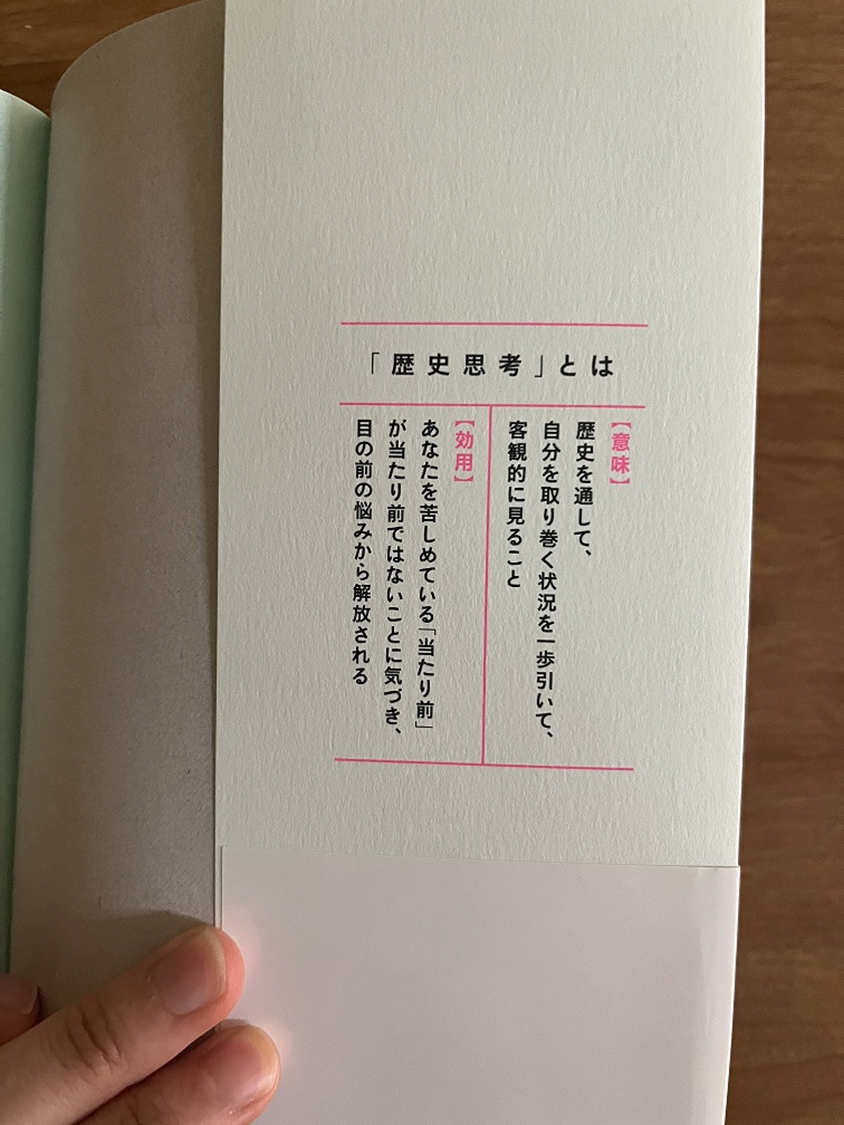 「歴史思考」とは
【意味】
歴史を通して、
自分を取り巻く状況を一歩引いて、
客観的に見ること
【効用】
あなたを苦しめている「当たり前」
が当たり前ではないことに気づき、
目の前の悩みから解放される